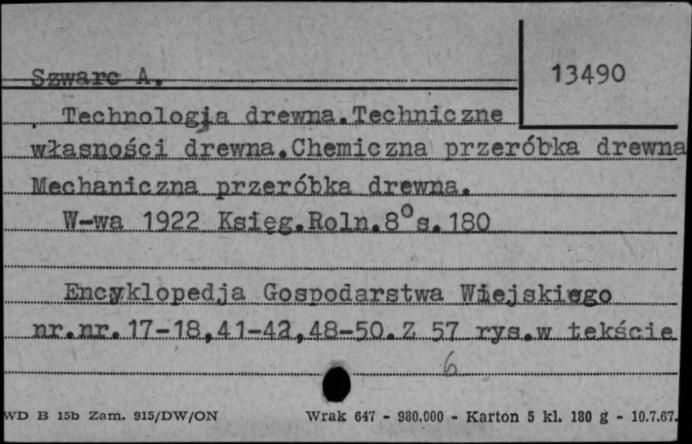 13490
Szwarc A.
Technologja drewna.Techniczne
własności drewna.Chemiczna przeróbka drewna
Mechaniczna przeróbka drewna.
W-wa 1922 Księg.Roln.8°s.180
Encyklopedja Gospodarstwa Wiejskiego
nr.nr.17-18,41-42,48-50.Z 57 rys.w tekście
6
WD B 15b Zam. 915/DW/ON Wrak 647 - 980.000 - Karton 5 kl. 180 g - 10.7.67.